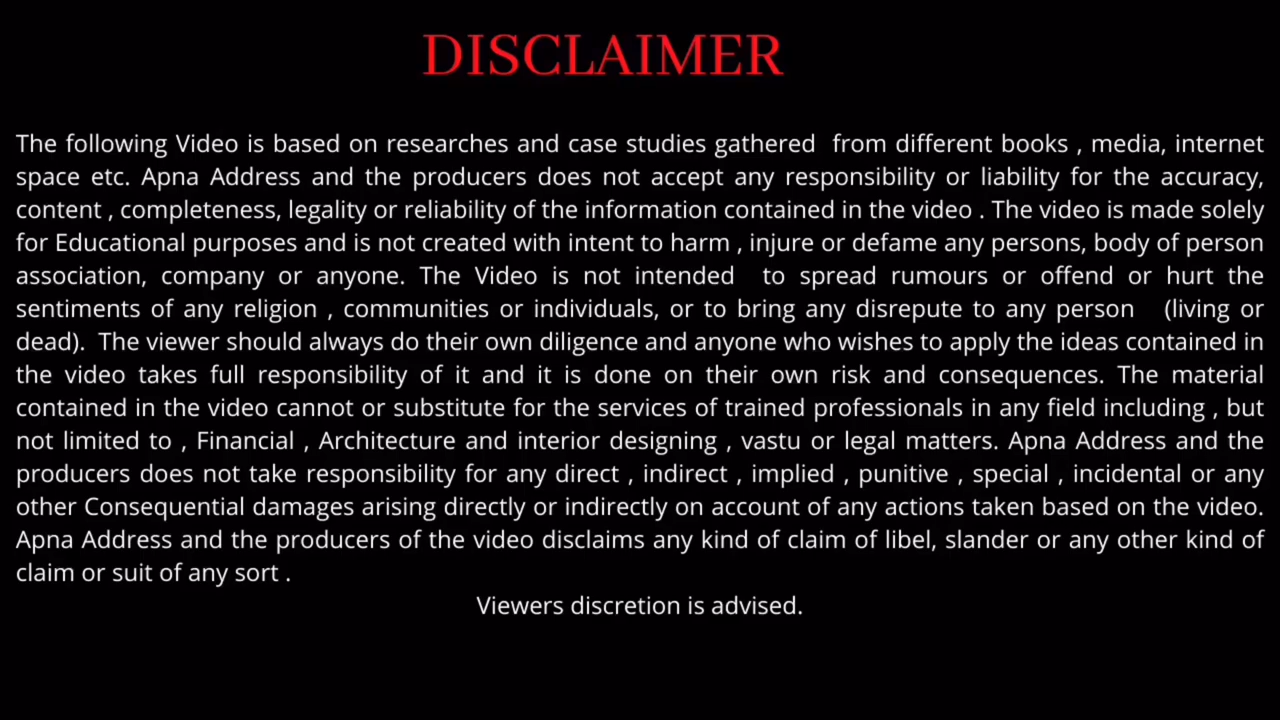 DISCLAIMER
The following Video is based on researches and case studies gathered  from different books , media, internet
space etc. Apna Address and the producers does not accept any responsibility or liability for the accuracy,
content , completeness, legality or reliability of the information contained in the video . The video is made solely
for Educational purposes and is not created with intent to harm , injure or defame any persons, body of person
association, company or anyone. The Video is not intended  to spread rumours or offend or hurt the
sentiments of any religion , communities or individuals, or to bring any disrepute to any person  (living or
dead).  The viewer should always do their own diligence and anyone who wishes to apply the ideas contained in
the video takes full responsibility of it and it is done on their own risk and consequences. The material
contained in the video cannot or substitute for the services of trained professionals in any field including , but
not limited to , Financial , Architecture and interior designing , vastu or legal matters. Apna Address and the
producers does not take responsibility for any direct , indirect , implied , punitive , special , incidental or any
other Consequential damages arising directly or indirectly on account of any actions taken based on the video.
Apna Address and the producers of the video disclaims any kind of claim of libel, slander or any other kind of
claim or suit of any sort .
Viewers discretion is advised.